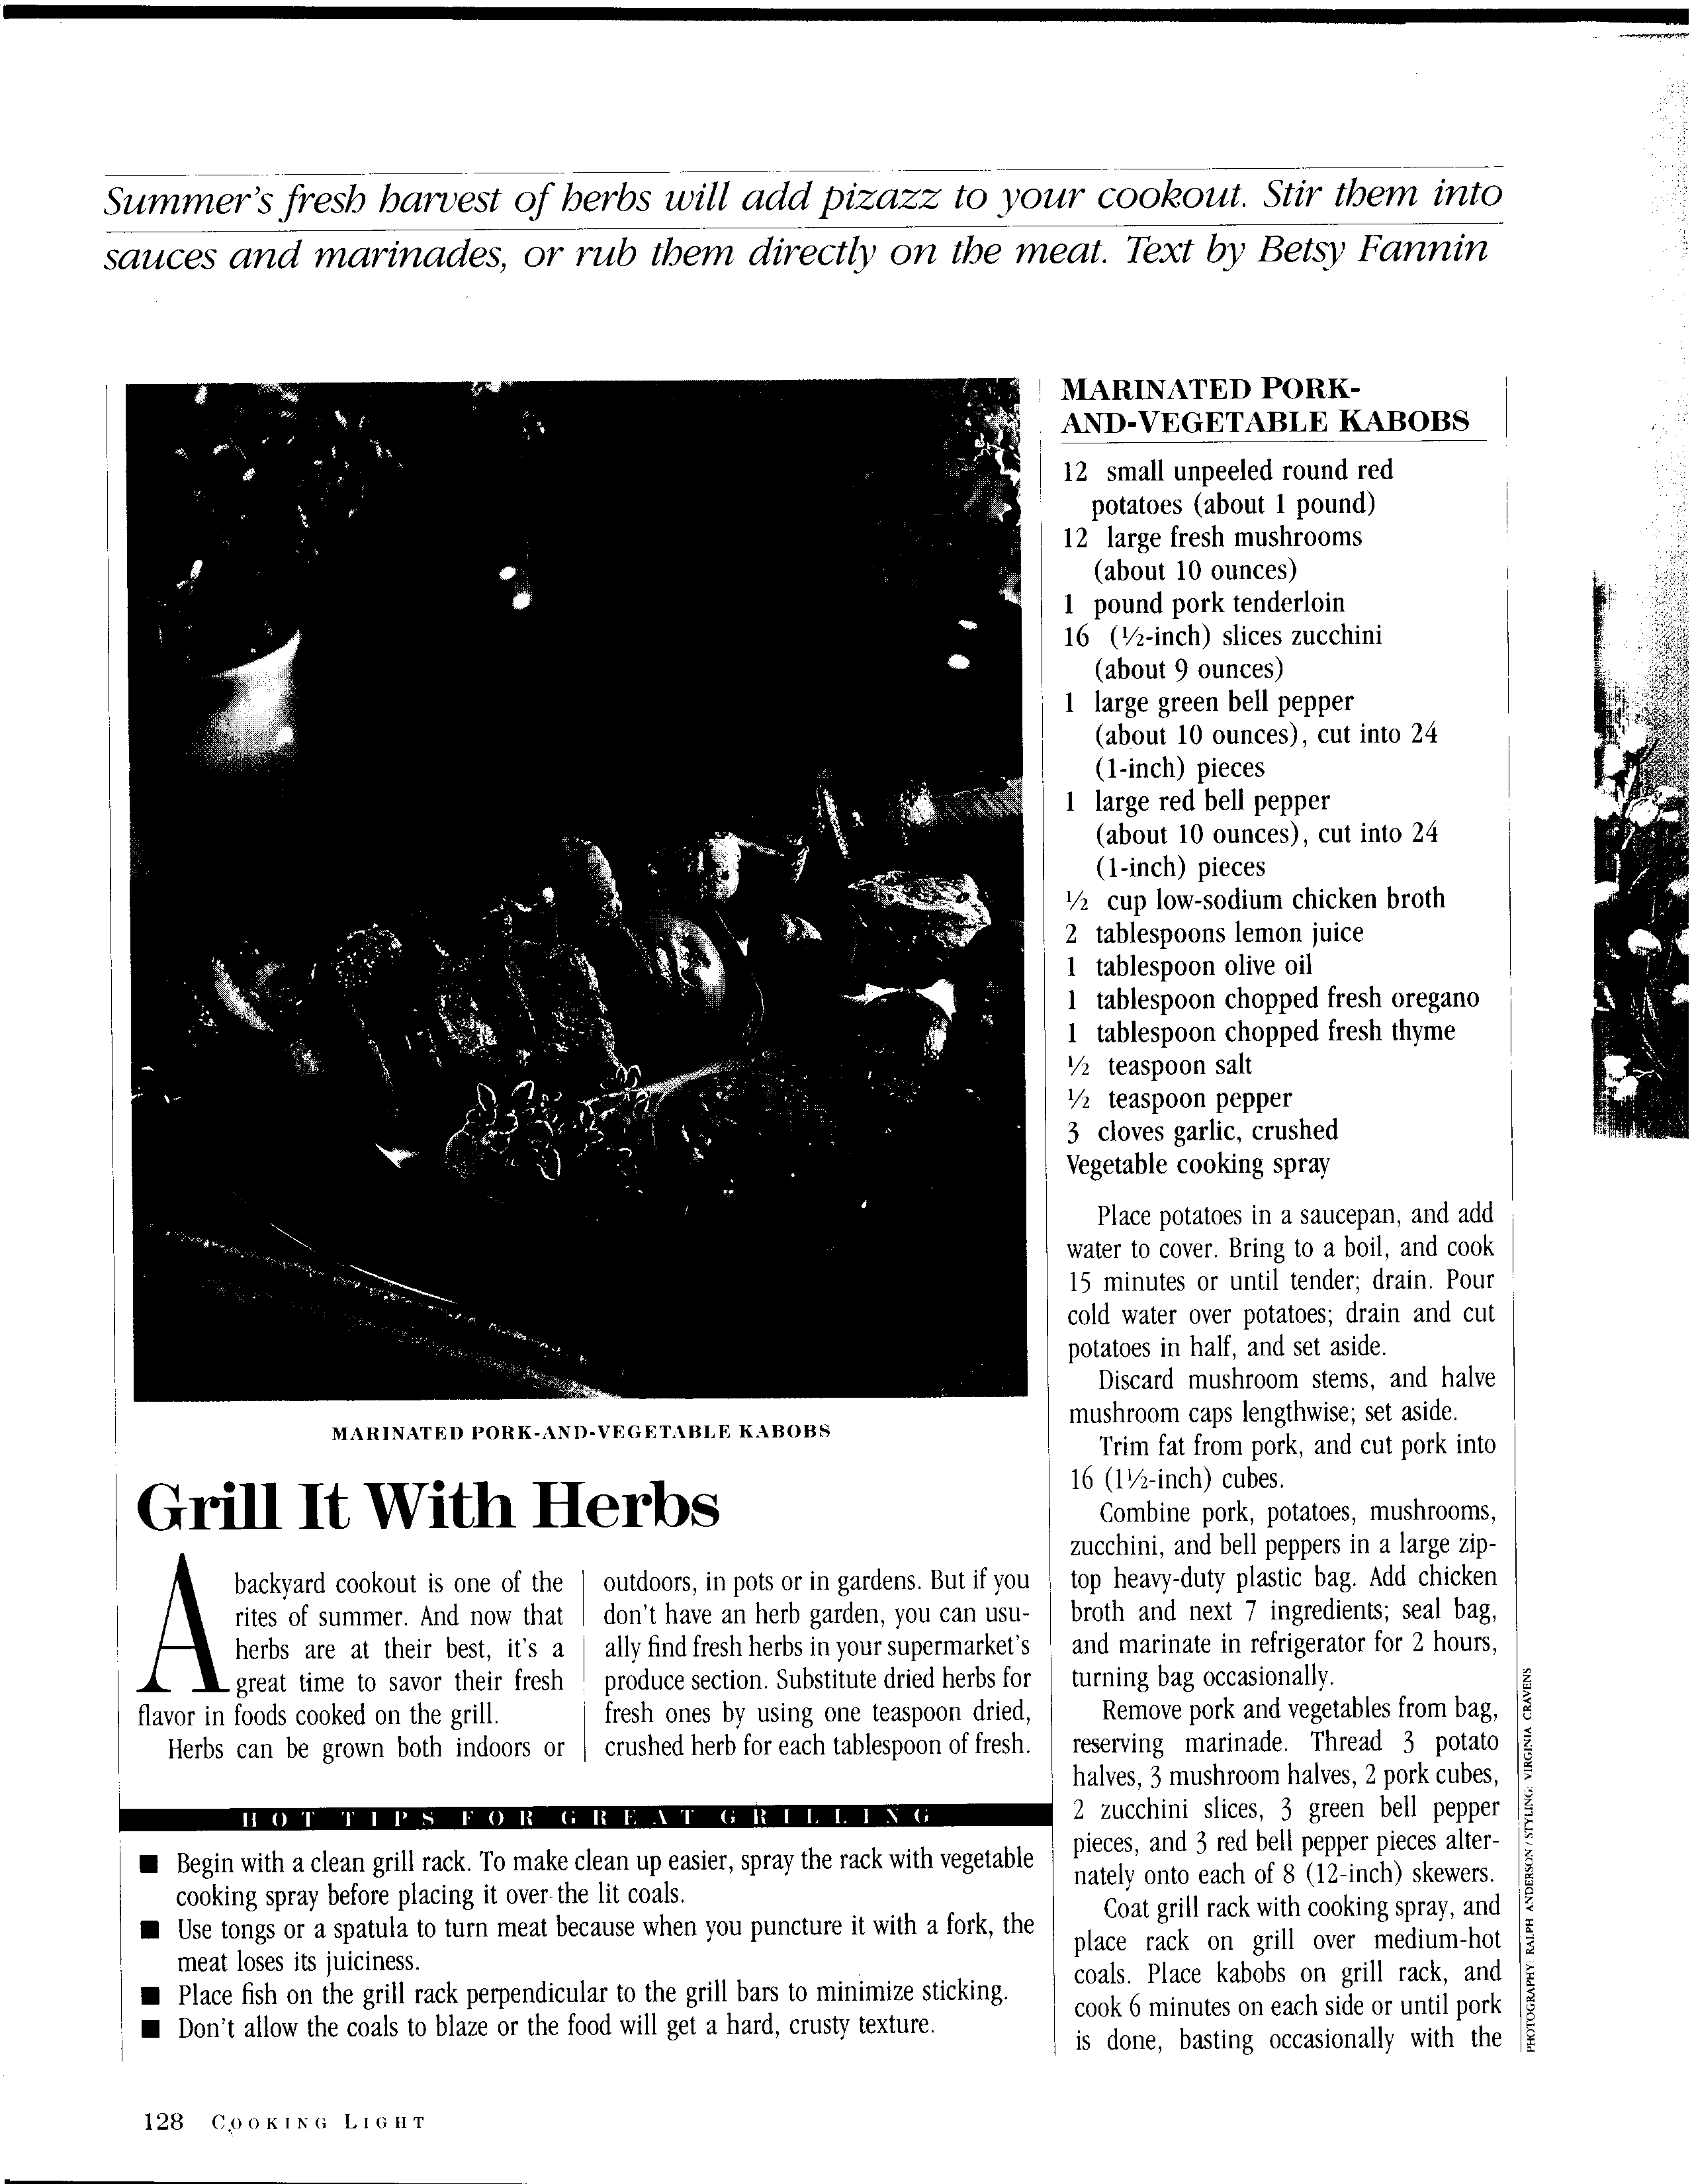 Summer's fresh harvest of herbs will add pizazz to your cookout. Stir them into
sauces and marinades, or rub them directly on the meat. Text by Betsy Fannin
MARINATED PORK-AND-VEGETABLE KABOBS
Grill It With Herbs
A backyard cookout is one of the
rites of summer. And now that
herbs are at their best, it's a
great time to savor their fresh
flavor in foods cooked on the grill.
Herbs can be grown both indoors or
outdoors, in pots or in gardens. But if you
don't have an herb garden, you can usu-
ally find fresh herbs in your supermarket's
produce section. Substitute dried herbs for
fresh ones by using one teaspoon dried,
crushed herb for each tablespoon of fresh.
HOT TIPS FOR GREAT GRILLING
■ Begin with a clean grill rack. To make clean up easier, spray the rack with vegetable
cooking spray before placing it over the lit coals.
■ Use tongs or a spatula to turn meat because when you puncture it with a fork, the
meat loses its juiciness.
■ Place fish on the grill rack perpendicular to the grill bars to minimize sticking.
■ Don't allow the coals to blaze or the food will get a hard, crusty texture.
MARINATED PORK-
AND-VEGETABLE KABOBS
12 small unpeeled round red
potatoes (about 1 pound)
12 large fresh mushrooms
(about 10 ounces)
1 pound pork tenderloin
16 (½-inch) slices zucchini
(about 9 ounces)
1 large green bell pepper
(about 10 ounces), cut into 24
(1-inch) pieces
1 large red bell pepper
(about 10 ounces), cut into 24
(1-inch) pieces
½ cup low-sodium chicken broth
2 tablespoons lemon juice
1 tablespoon olive oil
1 tablespoon chopped fresh oregano
1 tablespoon chopped fresh thyme
½ teaspoon salt
½ teaspoon pepper
3 cloves garlic, crushed
Vegetable cooking spray
Place potatoes in a saucepan, and add
water to cover. Bring to a boil, and cook
15 minutes or until tender; drain. Pour
cold water over potatoes; drain and cut
potatoes in half, and set aside.
Discard mushroom stems, and halve
mushroom caps lengthwise; set aside.
Trim fat from pork, and cut pork into
16 (1½-inch) cubes.
Combine pork, potatoes, mushrooms,
zucchini, and bell peppers in a large zip-
top heavy-duty plastic bag. Add chicken
broth and next 7 ingredients; seal bag,
and marinate in refrigerator for 2 hours,
turning bag occasionally.
Remove pork and vegetables from bag,
reserving marinade. Thread 3 potato
halves, 3 mushroom halves, 2 pork cubes,
2 zucchini slices, 3 green bell pepper
pieces, and 3 red bell pepper pieces alter-
nately onto each of 8 (12-inch) skewers.
Coat grill rack with cooking spray, and
place rack on grill over medium-hot
coals. Place kabobs on grill rack, and
cook 6 minutes on each side or until pork
is done, basting occasionally with the
PHOTOGRAPHY: RALPH ANDERSON / STYLING: VIRGINIA CRAVENS
128 COOKING LIGHT